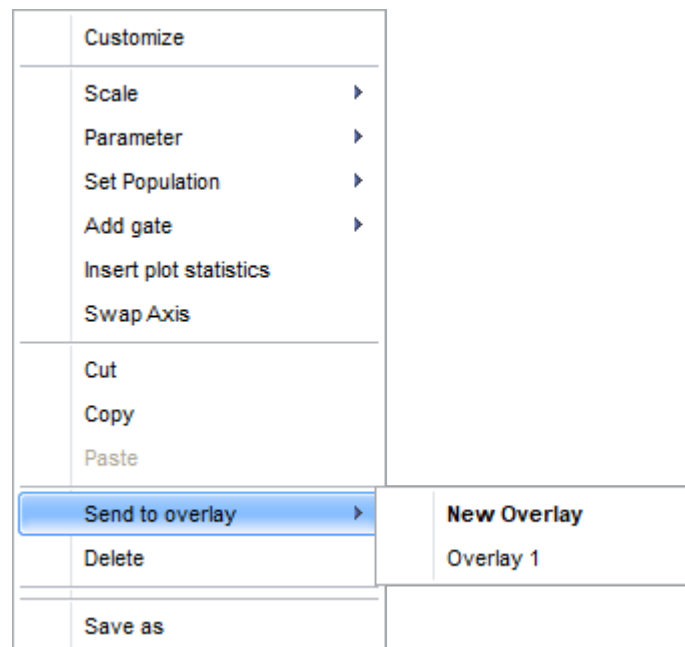 Customize
Scale
Parameter
Set Population
Add gate
Insert plot statistics
Swap Axis
Cut
Copy
Paste
Send to overlay
New Overlay
Delete
Overlay 1
Save as